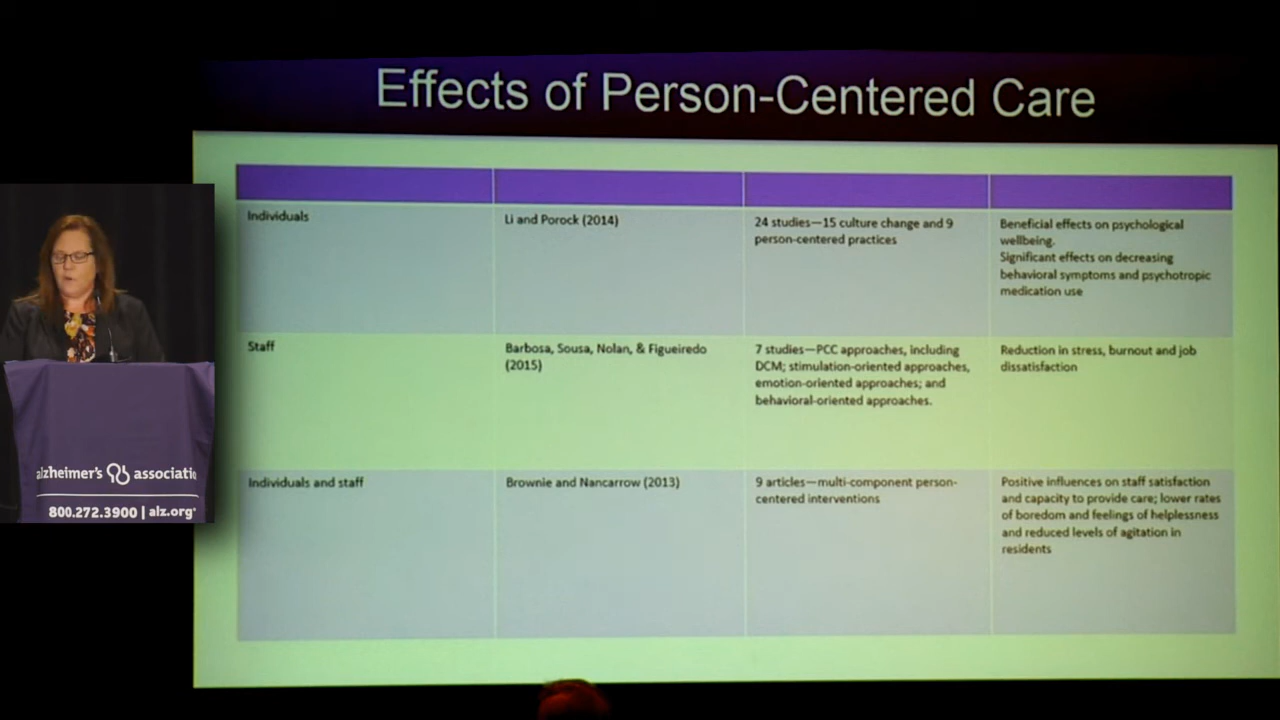 Effects of Person-Centered Care
Individuals
Li and Porock (2014)
24 studies—15 culture change and 9
person-centered practices
Beneficial effects on psychological
wellbeing.
Significant effects on decreasing
behavioral symptoms and psychotropic
medication use
Staff
Barbosa, Sousa, Nolan, & Figueiredo
(2015)
7 studies—PCC approaches, including
DCM; stimulation-oriented approaches,
emotion-oriented approaches; and
behavioral-oriented approaches.
Reduction in stress, burnout and job
dissatisfaction
Individuals and staff
Brownie and Nancarrow (2013)
9 articles—multi-component person-
centered interventions
Positive influences on staff satisfaction
and capacity to provide care; lower rates
of boredom and feelings of helplessness
and reduced levels of agitation in
residents
alzheimer's associatio
800.272.3900 | alz.org®